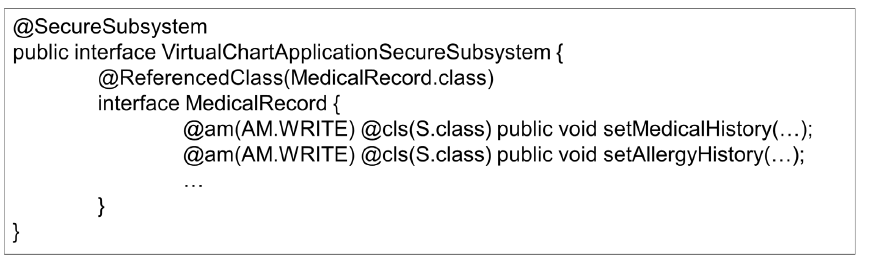 @SecureSubsystem
public interface VirtualChartApplicationSecureSubsystem {
@ReferencedClass(MedicalRecord.class)
interface MedicalRecord {
@am(AM.WRITE) @cls(S.class) public void setMedicalHistory(…);
@am(AM.WRITE) @cls(S.class) public void setAllergyHistory(…);
…
}
}